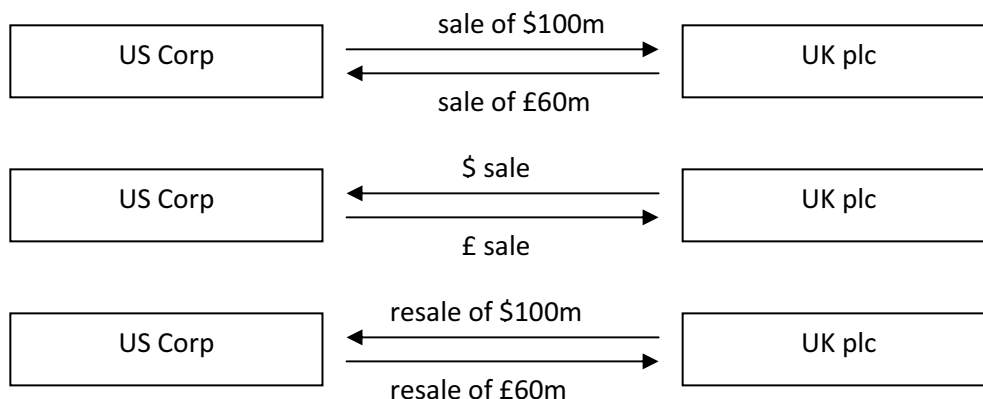 sale of $100m
US Corp
UK plc
sale of £60m
$ sale
US Corp
UK plc
£ sale
resale of $100m
US Corp
UK plc
resale of £60m